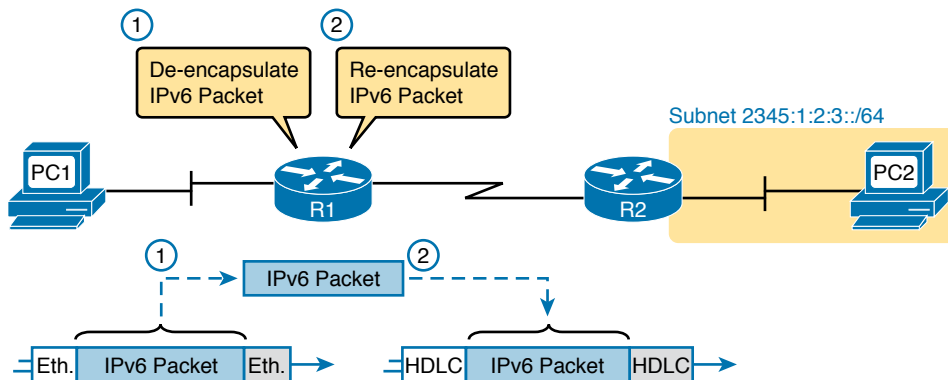 1
2
De-encapsulate
IPv6 Packet
Re-encapsulate
IPv6 Packet
Subnet 2345:1:2:3::/64
PC1
R1
R2
PC2
1
IPv6 Packet
2
Eth.
IPv6 Packet
Eth.
HDLC
IPv6 Packet
HDLC